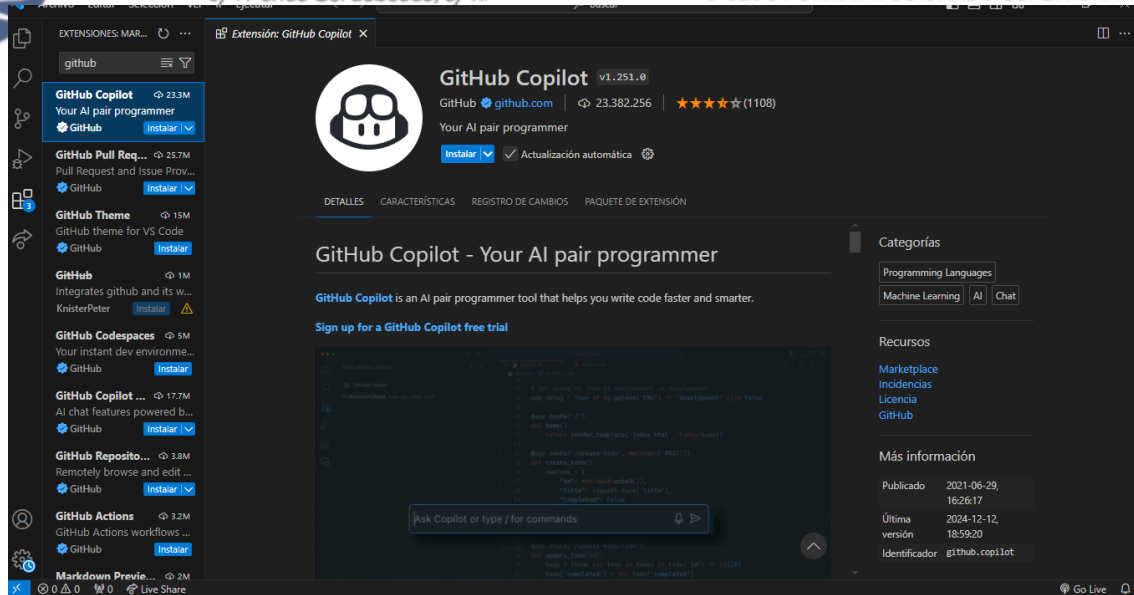 Archivo Editar Selección Ver Ir Ejecutar
Buscar
EXTENSIONES: MAR...
github
GitHub Copilot 23.3M
Your AI pair programmer
GitHub Instalar
GitHub Pull Req... 25.7M
Pull Request and Issue Prov...
GitHub Instalar
GitHub Theme 15M
GitHub theme for VS Code
GitHub Instalar
GitHub 1M
Integrates github and its w...
KnisterPeter Instalar
GitHub Codespaces 5M
Your instant dev environme...
GitHub Instalar
GitHub Copilot ... 17.7M
AI chat features powered b...
GitHub Instalar
GitHub Reposito... 3.8M
Remotely browse and edit ...
GitHub Instalar
GitHub Actions 3.2M
GitHub Actions workflows ...
GitHub Instalar
Markdown Previe... 2M
3
Extensión: GitHub Copilot
GitHub Copilot v1.251.0
GitHub github.com 23.382.256 (1108)
Your AI pair programmer
Instalar Actualización automática
DETALLES CARACTERÍSTICAS REGISTRO DE CAMBIOS PAQUETE DE EXTENSIÓN
GitHub Copilot - Your AI pair programmer
GitHub Copilot is an AI pair programmer tool that helps you write code faster and smarter.
Sign up for a GitHub Copilot free trial
Ask Copilot or type / for commands
Categorías
Programming Languages
Machine Learning AI Chat
Recursos
Marketplace
Incidencias
Licencia
GitHub
Más información
Publicado 2021-06-29,
16:26:17
Última 2024-12-12,
versión 18:59:20
Identificador github.copilot
0 0 0 Live Share
Go Live